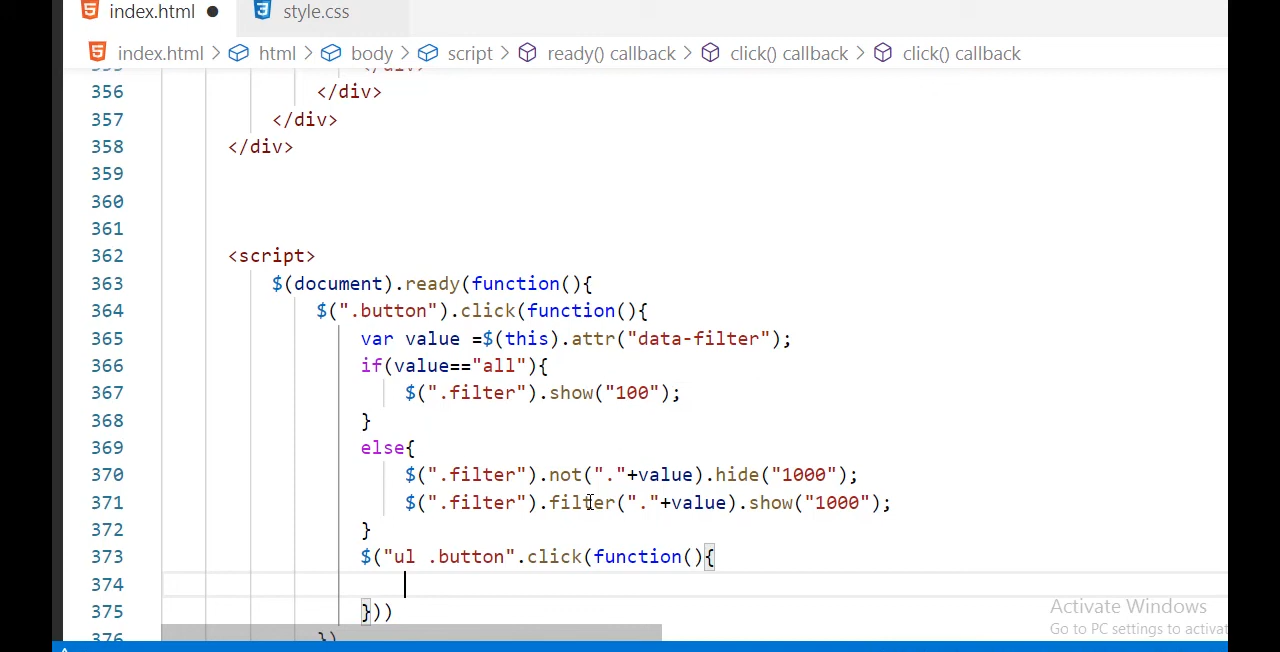 index.html ● style.css
index.html > html > body > script > ready() callback > click() callback > click() callback
355 </div>
356 </div>
357 </div>
358 </div>
359
360
361
362 <script>
363 $(document).ready(function(){
364 $(".button").click(function(){
365 var value =$(this).attr("data-filter");
366 if(value=="all"){
367 $(".filter").show("100");
368 }
369 else{
370 $(".filter").not("."+value).hide("1000");
371 $(".filter").filter("."+value).show("1000");
372 }
373 $("ul .button".click(function(){
374
375 }))
376 })
Activate Windows
Go to PC settings to activat